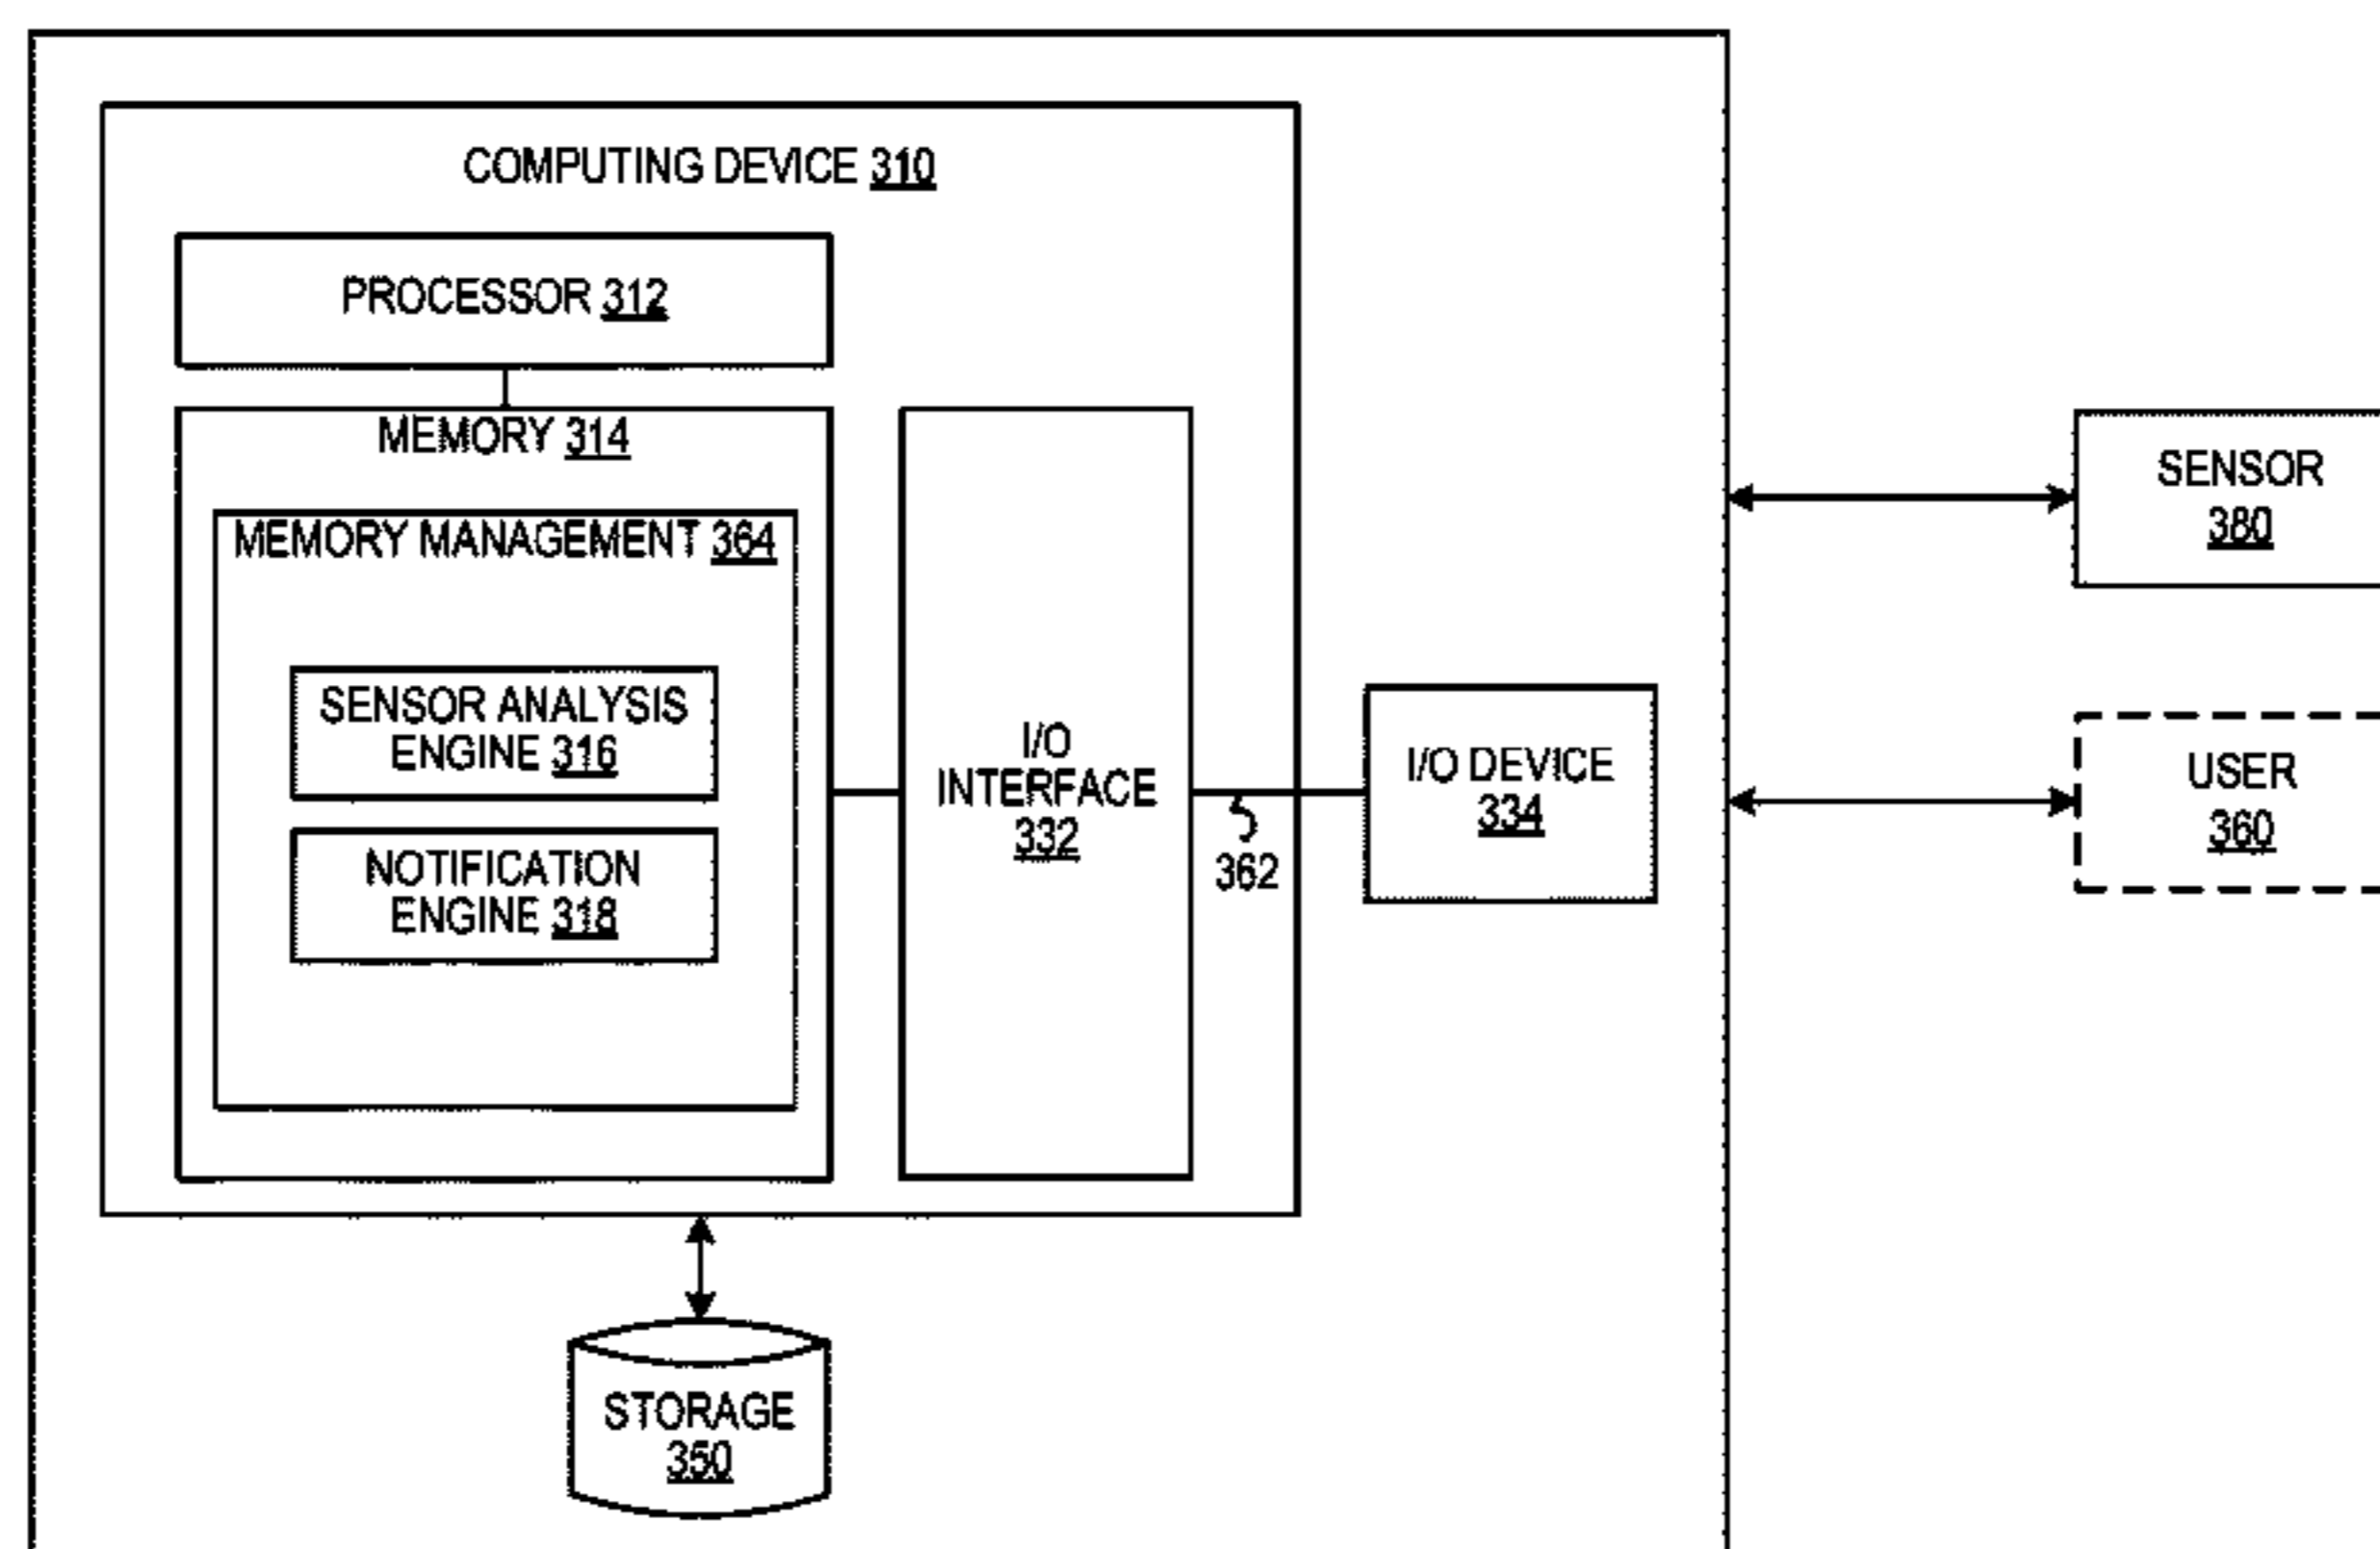 COMPUTING DEVICE 310
PROCESSOR 312
MEMORY 314
MEMORY MANAGEMENT 364
SENSOR ANALYSIS
ENGINE 316
NOTIFICATION
ENGINE 318
I/O
INTERFACE
332
362
I/O DEVICE
334
SENSOR
380
USER
360
STORAGE
350